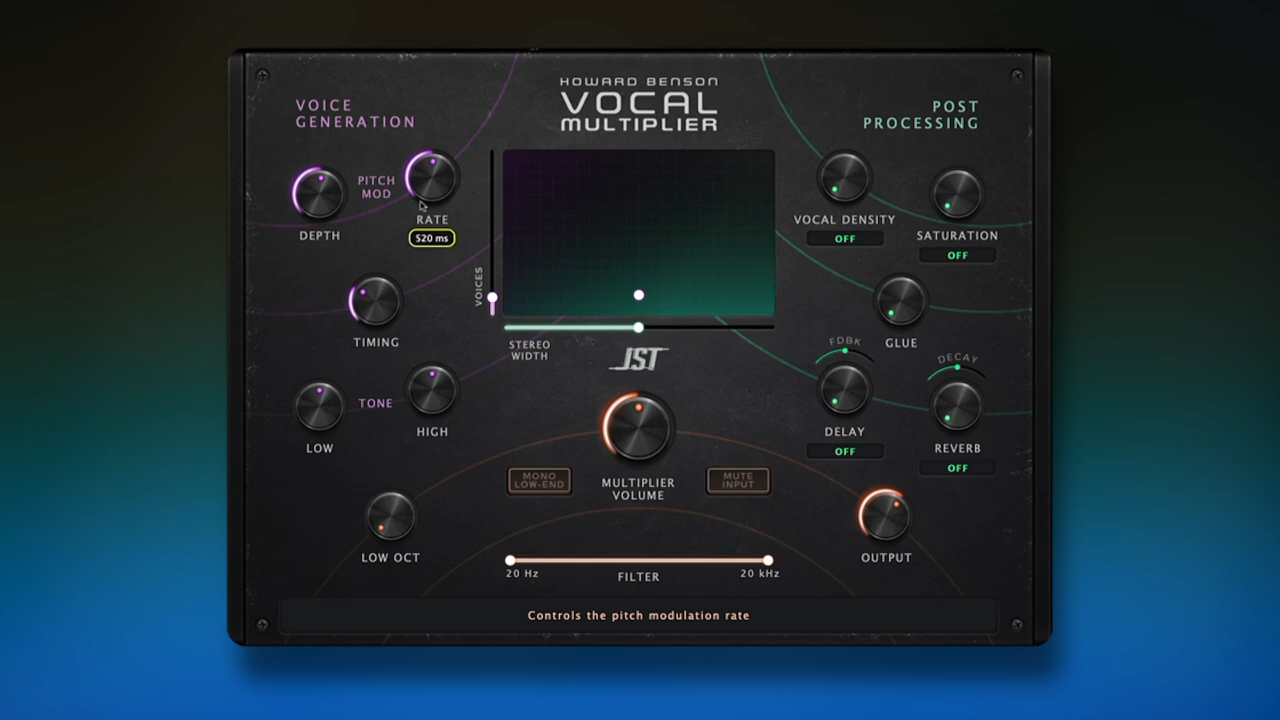 HOWARD BENSON
VOCAL
MULTIPLIER
VOICE
GENERATION
POST
PROCESSING
PITCH
MOD
DEPTH
RATE
520 ms
TIMING
TONE
LOW
HIGH
LOW OCT
VOICES
STEREO
WIDTH
JST
MONO
LOW-END
MULTIPLIER
VOLUME
MUTE
INPUT
20 Hz
FILTER
20 kHz
VOCAL DENSITY
OFF
SATURATION
OFF
GLUE
FDBK
DELAY
OFF
DECAY
REVERB
OFF
OUTPUT
Controls the pitch modulation rate